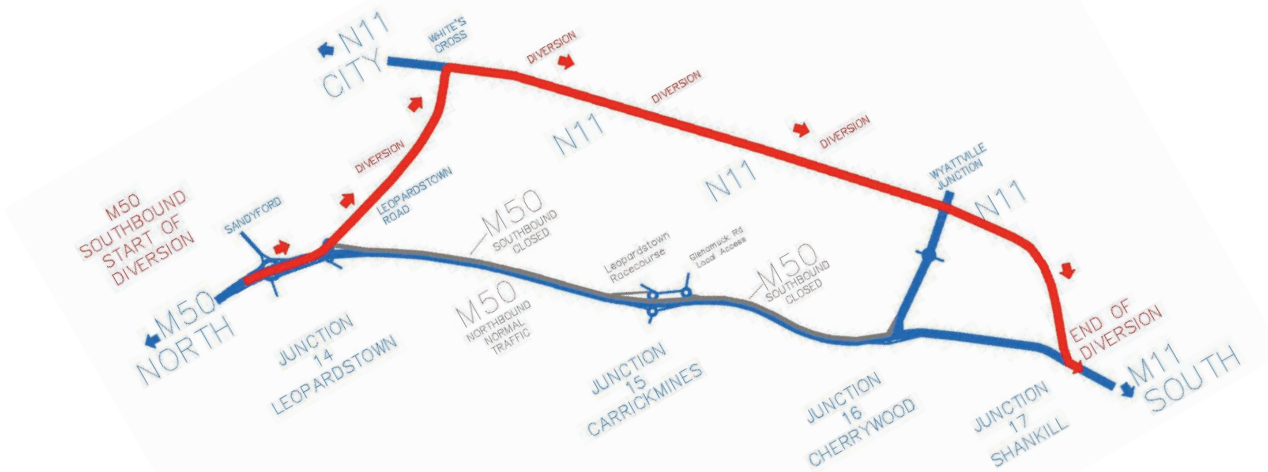 N11
CITY
WHITE'S
CROSS
DIVERSION
DIVERSION
DIVERSION
N11
N11
WYATTVILLE
JUNCTION
N11
DIVERSION
LEOPARDSTOWN
ROAD
M50
SOUTHBOUND
START OF
DIVERSION
SANDYFORD
M50
NORTH
M50
SOUTHBOUND
CLOSED
Leopardstown
Racecourse
Glenamuck Rd
Local Access
M50
SOUTHBOUND
CLOSED
M50
NORTHBOUND
NORMAL
TRAFFIC
JUNCTION
14
LEOPARDSTOWN
JUNCTION
15
CARRICKMINES
JUNCTION
16
CHERRYWOOD
JUNCTION
17
SHANKILL
END OF
DIVERSION
M11
SOUTH